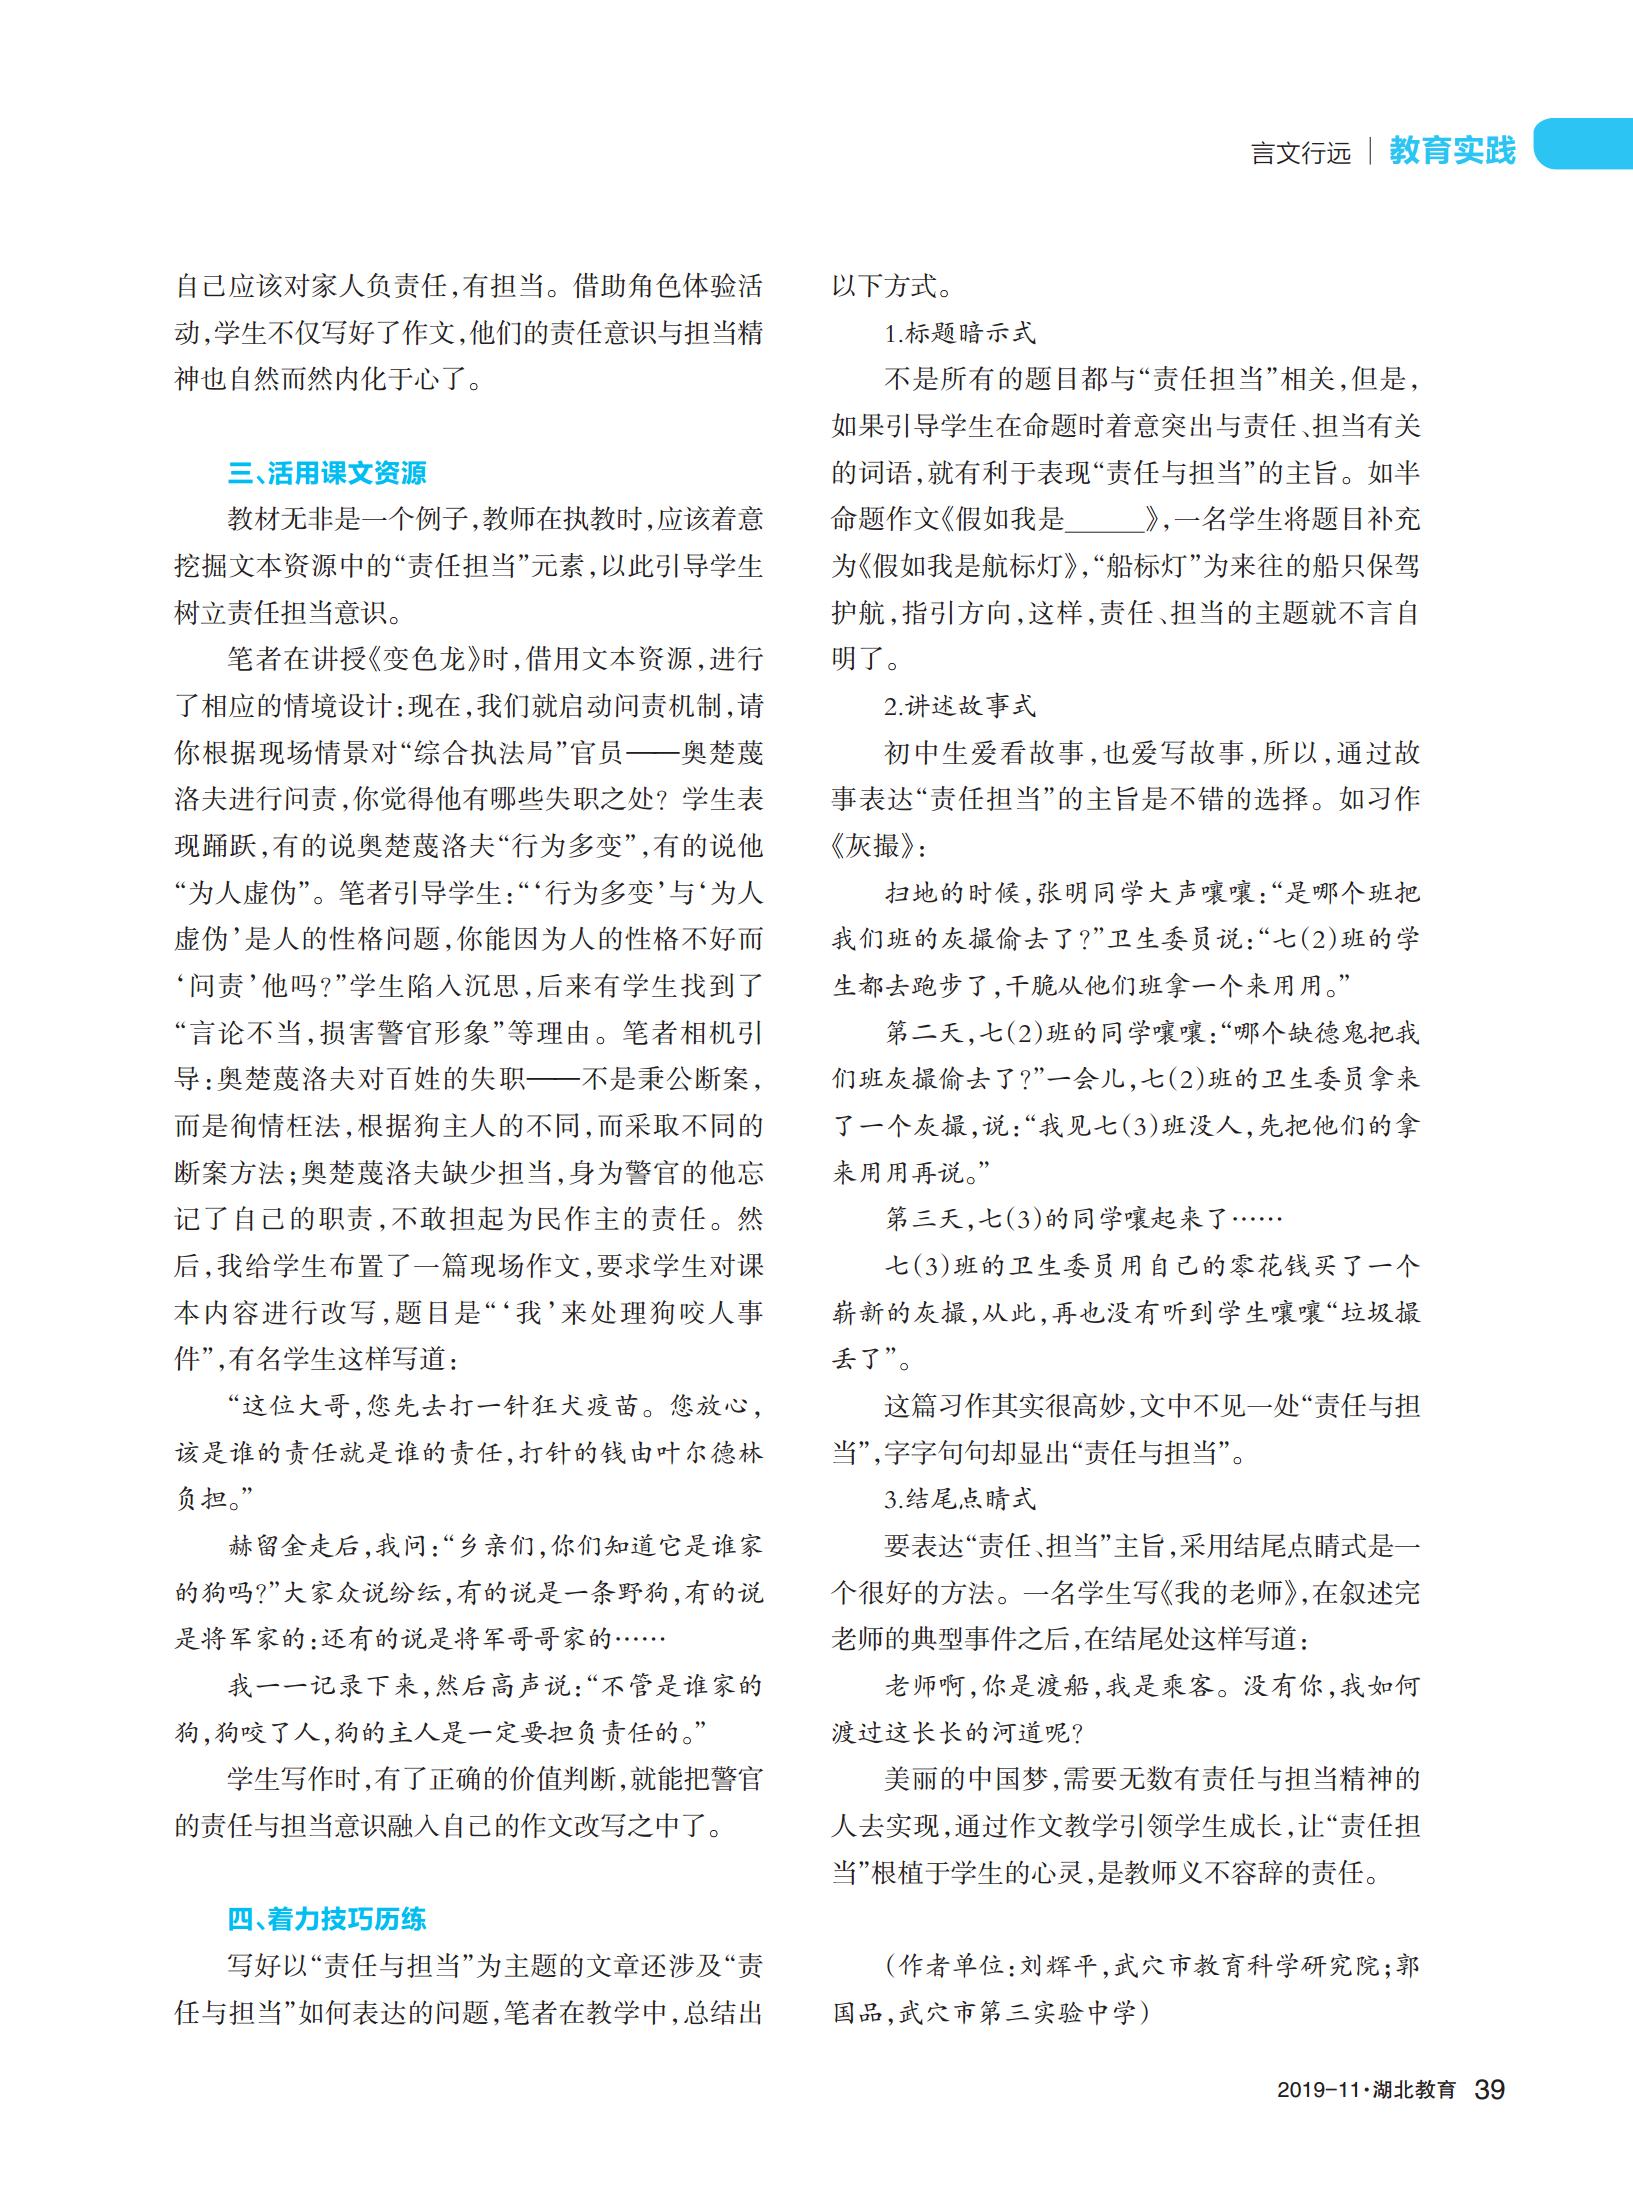 言文行远 | 教育实践
自己应该对家人负责任,有担当。借助角色体验活
动,学生不仅写好了作文,他们的责任意识与担当精
神也自然而然内化于心了。
三、活用课文资源
教材无非是一个例子,教师在执教时,应该着意
挖掘文本资源中的“责任担当”元素,以此引导学生
树立责任担当意识。
笔者在讲授《变色龙》时,借用文本资源,进行
了相应的情境设计:现在,我们就启动问责机制,请
你根据现场情景对“综合执法局”官员——奥楚蔑
洛夫进行问责,你觉得他有哪些失职之处?学生表
现踊跃,有的说奥楚蔑洛夫“行为多变”,有的说他
“为人虚伪”。笔者引导学生:“‘行为多变’与‘为人
虚伪’是人的性格问题,你能因为人的性格不好而
‘问责’他吗?”学生陷入沉思,后来有学生找到了
“言论不当,损害警官形象”等理由。笔者相机引
导:奥楚蔑洛夫对百姓的失职——不是秉公断案,
而是徇情枉法,根据狗主人的不同,而采取不同的
断案方法;奥楚蔑洛夫缺少担当,身为警官的他忘
记了自己的职责,不敢担起为民作主的责任。然
后,我给学生布置了一篇现场作文,要求学生对课
本内容进行改写,题目是“‘我’来处理狗咬人事
件”,有名学生这样写道:
“这位大哥,您先去打一针狂犬疫苗。您放心,
该是谁的责任就是谁的责任,打针的钱由叶尔德林
负担。”
赫留金走后,我问:“乡亲们,你们知道它是谁家
的狗吗?”大家众说纷纭,有的说是一条野狗,有的说
是将军家的:还有的说是将军哥哥家的……
我一一记录下来,然后高声说:“不管是谁家的
狗,狗咬了人,狗的主人是一定要担负责任的。”
学生写作时,有了正确的价值判断,就能把警官
的责任与担当意识融入自己的作文改写之中了。
四、着力技巧历练
写好以“责任与担当”为主题的文章还涉及“责
任与担当”如何表达的问题,笔者在教学中,总结出
以下方式。
1.标题暗示式
不是所有的题目都与“责任担当”相关,但是,
如果引导学生在命题时着意突出与责任、担当有关
的词语,就有利于表现“责任与担当”的主旨。如半
命题作文《假如我是______》,一名学生将题目补充
为《假如我是航标灯》,“船标灯”为来往的船只保驾
护航,指引方向,这样,责任、担当的主题就不言自
明了。
2.讲述故事式
初中生爱看故事,也爱写故事,所以,通过故
事表达“责任担当”的主旨是不错的选择。如习作
《灰撮》:
扫地的时候,张明同学大声嚷嚷:“是哪个班把
我们班的灰撮偷去了?”卫生委员说:“七(2)班的学
生都去跑步了,干脆从他们班拿一个来用用。”
第二天,七(2)班的同学嚷嚷:“哪个缺德鬼把我
们班灰撮偷去了?”一会儿,七(2)班的卫生委员拿来
了一个灰撮,说:“我见七(3)班没人,先把他们的拿
来用用再说。”
第三天,七(3)的同学嚷起来了……
七(3)班的卫生委员用自己的零花钱买了一个
崭新的灰撮,从此,再也没有听到学生嚷嚷“垃圾撮
丢了”。
这篇习作其实很高妙,文中不见一处“责任与担
当”,字字句句却显出“责任与担当”。
3.结尾点睛式
要表达“责任、担当”主旨,采用结尾点睛式是一
个很好的方法。一名学生写《我的老师》,在叙述完
老师的典型事件之后,在结尾处这样写道:
老师啊,你是渡船,我是乘客。没有你,我如何
渡过这长长的河道呢?
美丽的中国梦,需要无数有责任与担当精神的
人去实现,通过作文教学引领学生成长,让“责任担
当”根植于学生的心灵,是教师义不容辞的责任。
(作者单位:刘辉平,武穴市教育科学研究院;郭
国品,武穴市第三实验中学)
2019-11·湖北教育 39